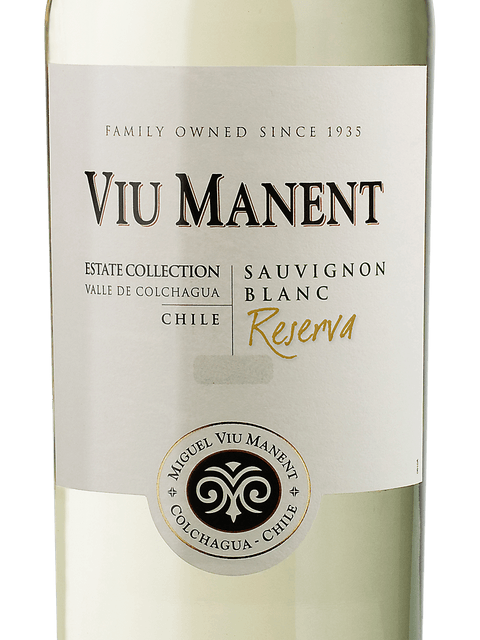 FAMILY OWNED SINCE 1935
VIU MANENT
ESTATE COLLECTION
VALLE DE COLCHAGUA
CHILE
SAUVIGNON
BLANC
Reserva
MIGUEL VIU MANENT
COLCHAGUA - CHILE